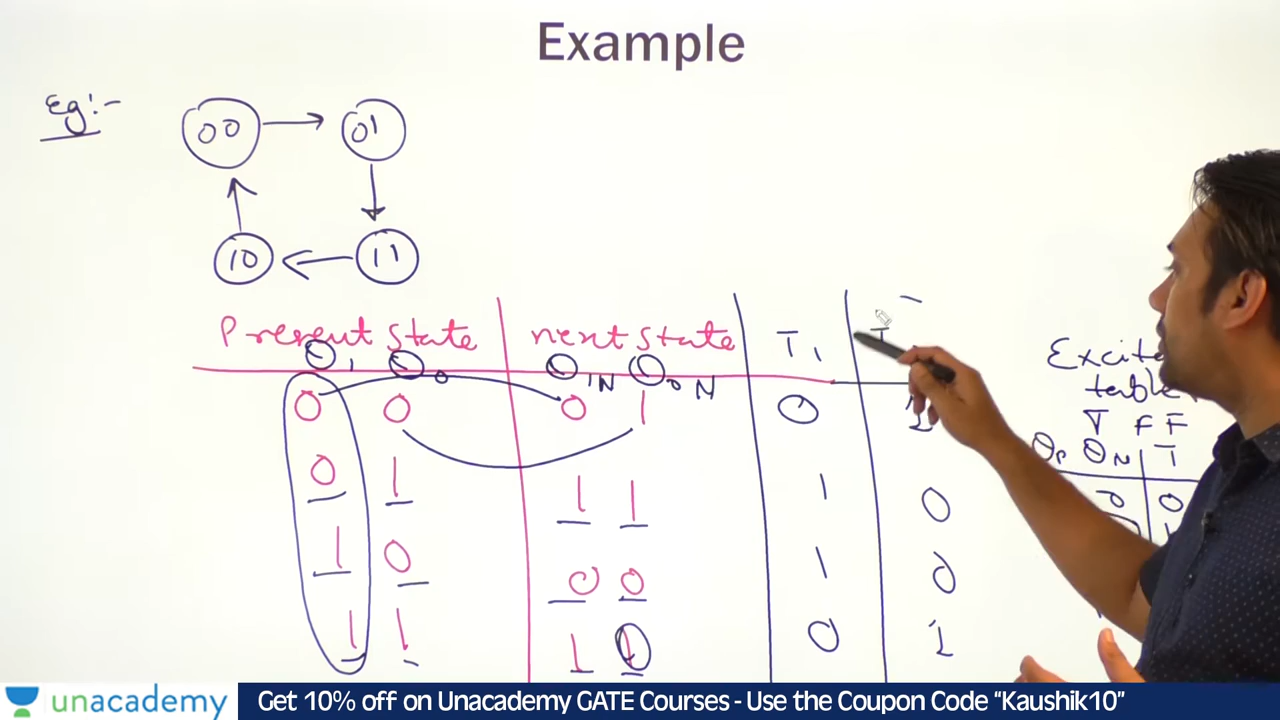 Example
Eg:-
00 → 01
10 ← 11
Present State | next state | T1 | T
Q1 Q0 | Q1N Q0N
0 0 | 0 1 | 0 | 1
0 1 | 1 1 | 1 | 0
1 0 | 0 0 | 1 | 0
1 1 | 1 0 | 0 | 1
table
T FF
QP QN | T
0 | 0
unacademy
Get 10% off on Unacademy GATE Courses - Use the Coupon Code “Kaushik10”